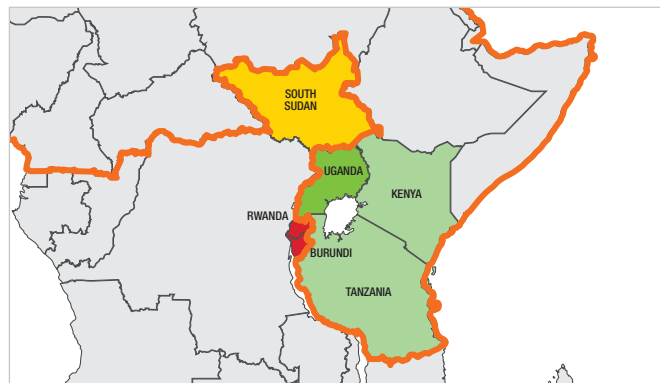 SOUTH
SUDAN
UGANDA
KENYA
RWANDA
BURUNDI
TANZANIA